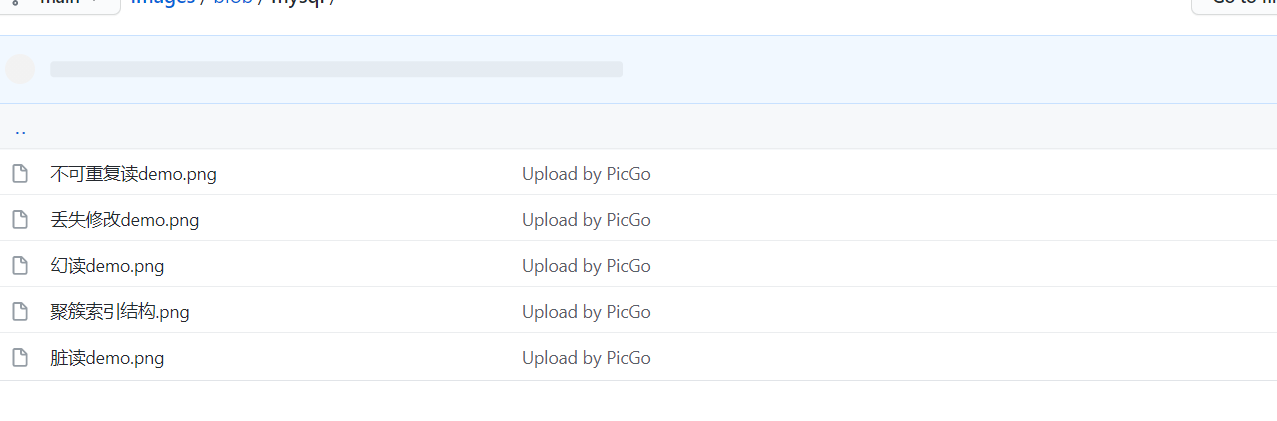 main images / blob / mysql / Go to fil
..
不可重复读demo.png Upload by PicGo
丢失修改demo.png Upload by PicGo
幻读demo.png Upload by PicGo
聚簇索引结构.png Upload by PicGo
脏读demo.png Upload by PicGo